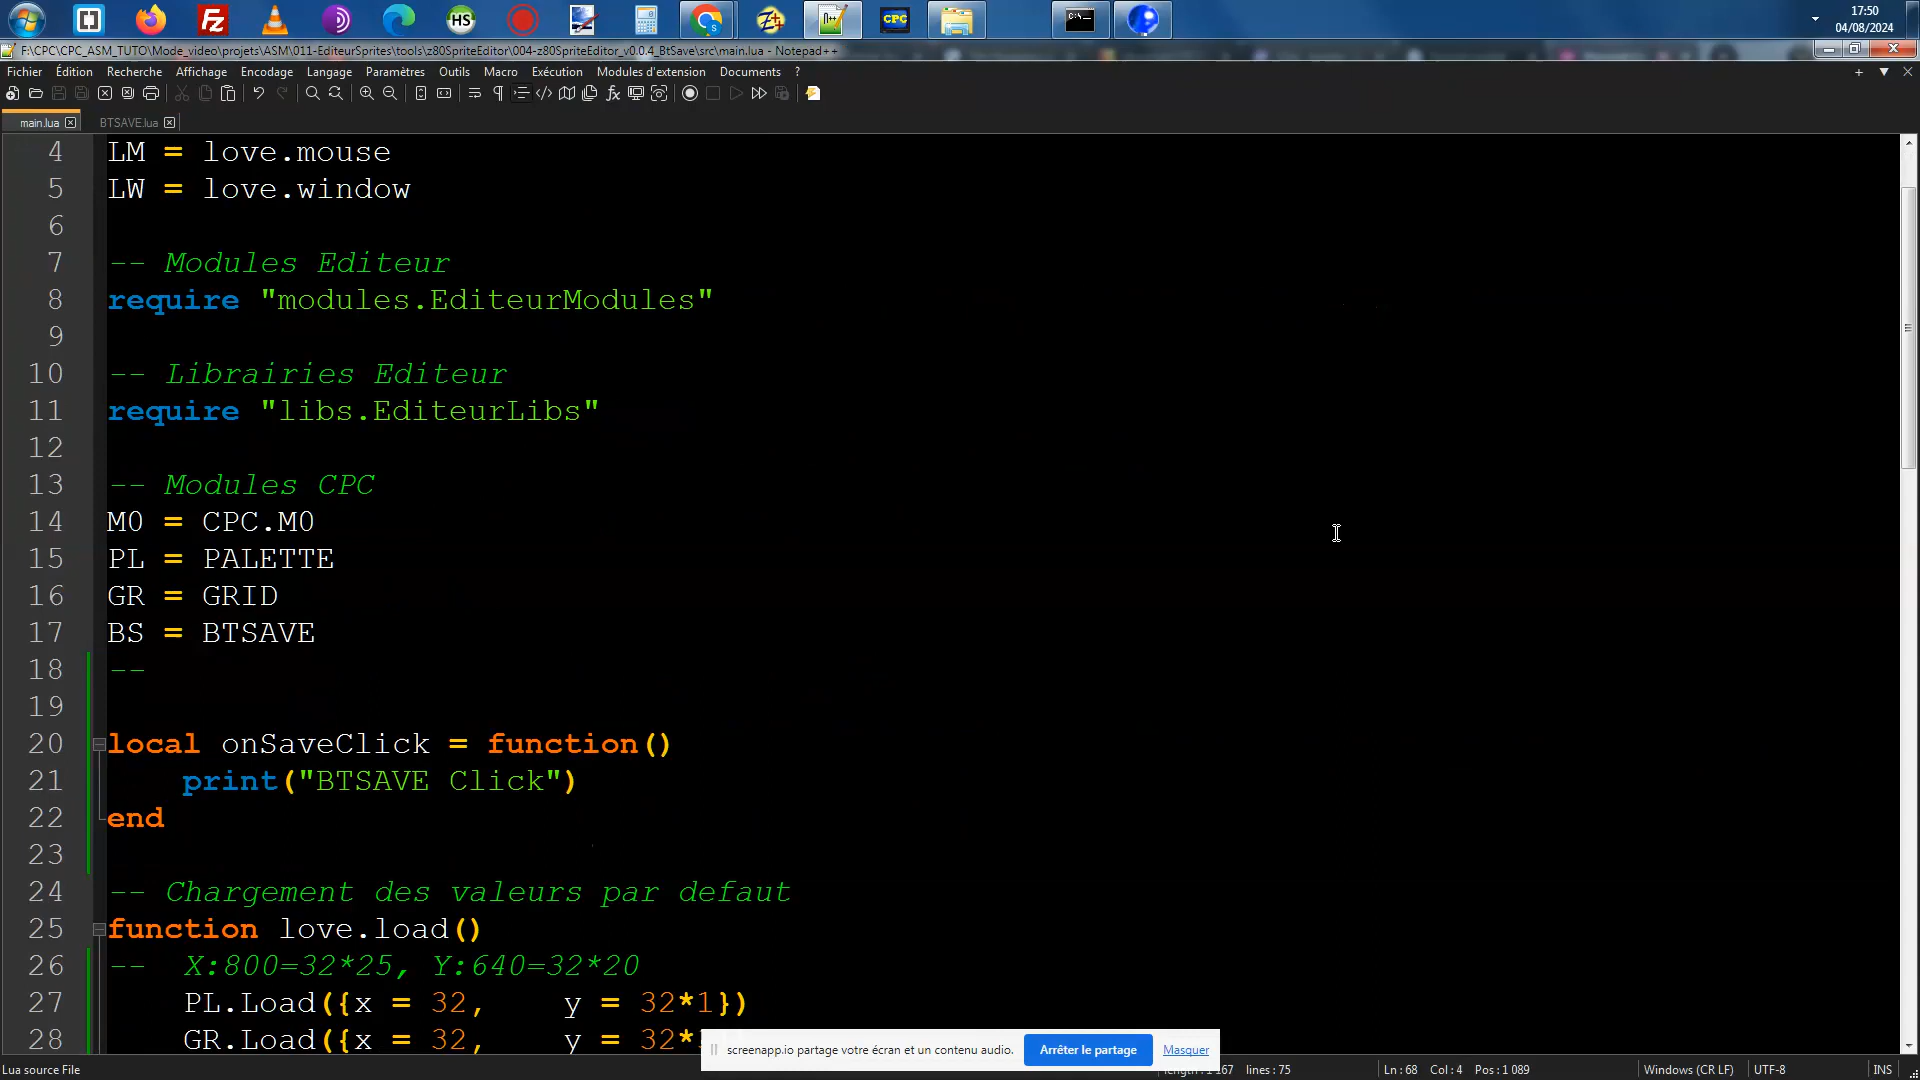 17:50
04/08/2024
F:\CPC\CPC_ASM_TUTO\Mode_video\projets\ASM\011-EditeurSprites\tools\z80SpriteEditor\004-z80SpriteEditor_v0.0.4_BtSave\src\main.lua - Notepad++
Fichier Édition Recherche Affichage Encodage Langage Paramètres Outils Macro Exécution Modules d'extension Documents ?
main.lua BTSAVE.lua
4 LM = love.mouse
5 LW = love.window
6
7 -- Modules Editeur
8 require "modules.EditeurModules"
9
10 -- Librairies Editeur
11 require "libs.EditeurLibs"
12
13 -- Modules CPC
14 M0 = CPC.M0
15 PL = PALETTE
16 GR = GRID
17 BS = BTSAVE
18 --
19
20 local onSaveClick = function()
21 print("BTSAVE Click")
22 end
23
24 -- Chargement des valeurs par defaut
25 function love.load()
26 -- X:800=32*25, Y:640=32*20
27 PL.Load({x = 32, y = 32*1})
28 GR.Load({x = 32, y = 32*
screenapp.io partage votre écran et un contenu audio. Arrêter le partage Masquer
Lua source File lines : 75 Ln : 68 Col : 4 Pos : 1 089 Windows (CR LF) UTF-8 INS